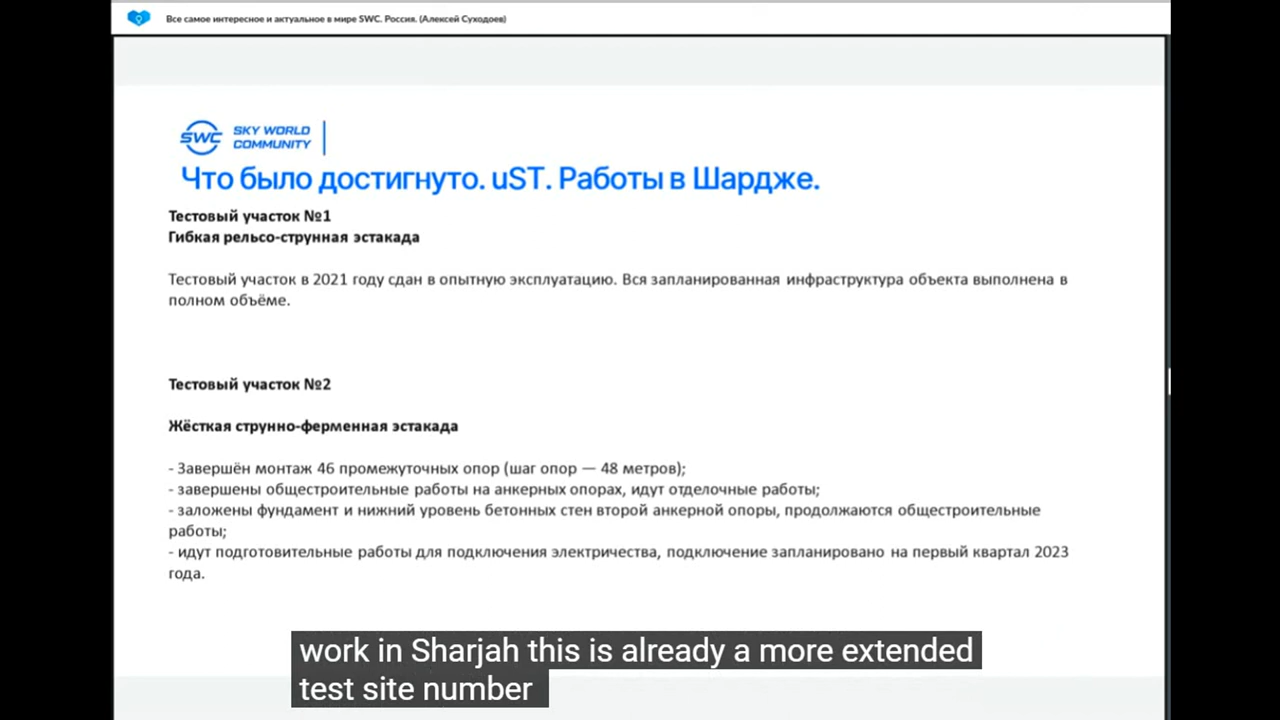 Все самое интересное и актуальное в мире SWC. Россия. (Алексей Суходоев)
SWC
SKY WORLD
COMMUNITY
Что было достигнуто. uST. Работы в Шардже.
Тестовый участок №1
Гибкая рельсо-струнная эстакада
Тестовый участок в 2021 году сдан в опытную эксплуатацию. Вся запланированная инфраструктура объекта выполнена в
полном объёме.
Тестовый участок №2
Жёсткая струнно-ферменная эстакада
- Завершён монтаж 46 промежуточных опор (шаг опор — 48 метров);
- завершены общестроительные работы на анкерных опорах, идут отделочные работы;
- заложены фундамент и нижний уровень бетонных стен второй анкерной опоры, продолжаются общестроительные
работы;
- идут подготовительные работы для подключения электричества, подключение запланировано на первый квартал 2023
года.
work in Sharjah this is already a more extended
test site number